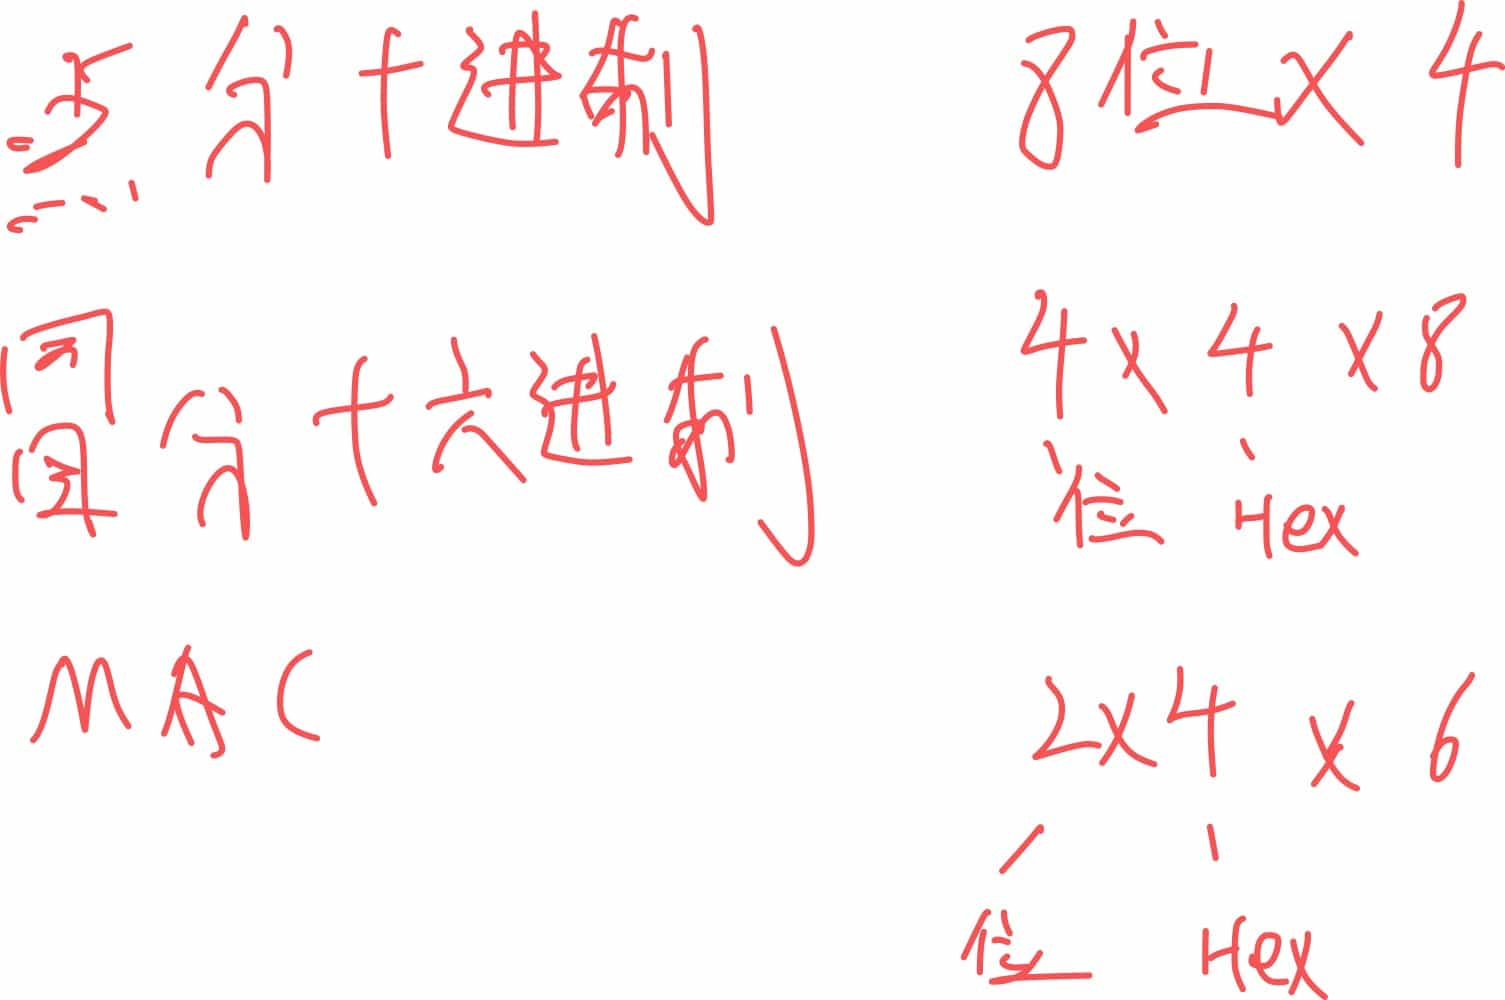 点分十进制 8位 × 4
冒分十六进制 4 × 4 × 8
位 Hex
MAC 2 × 4 × 6
位 Hex